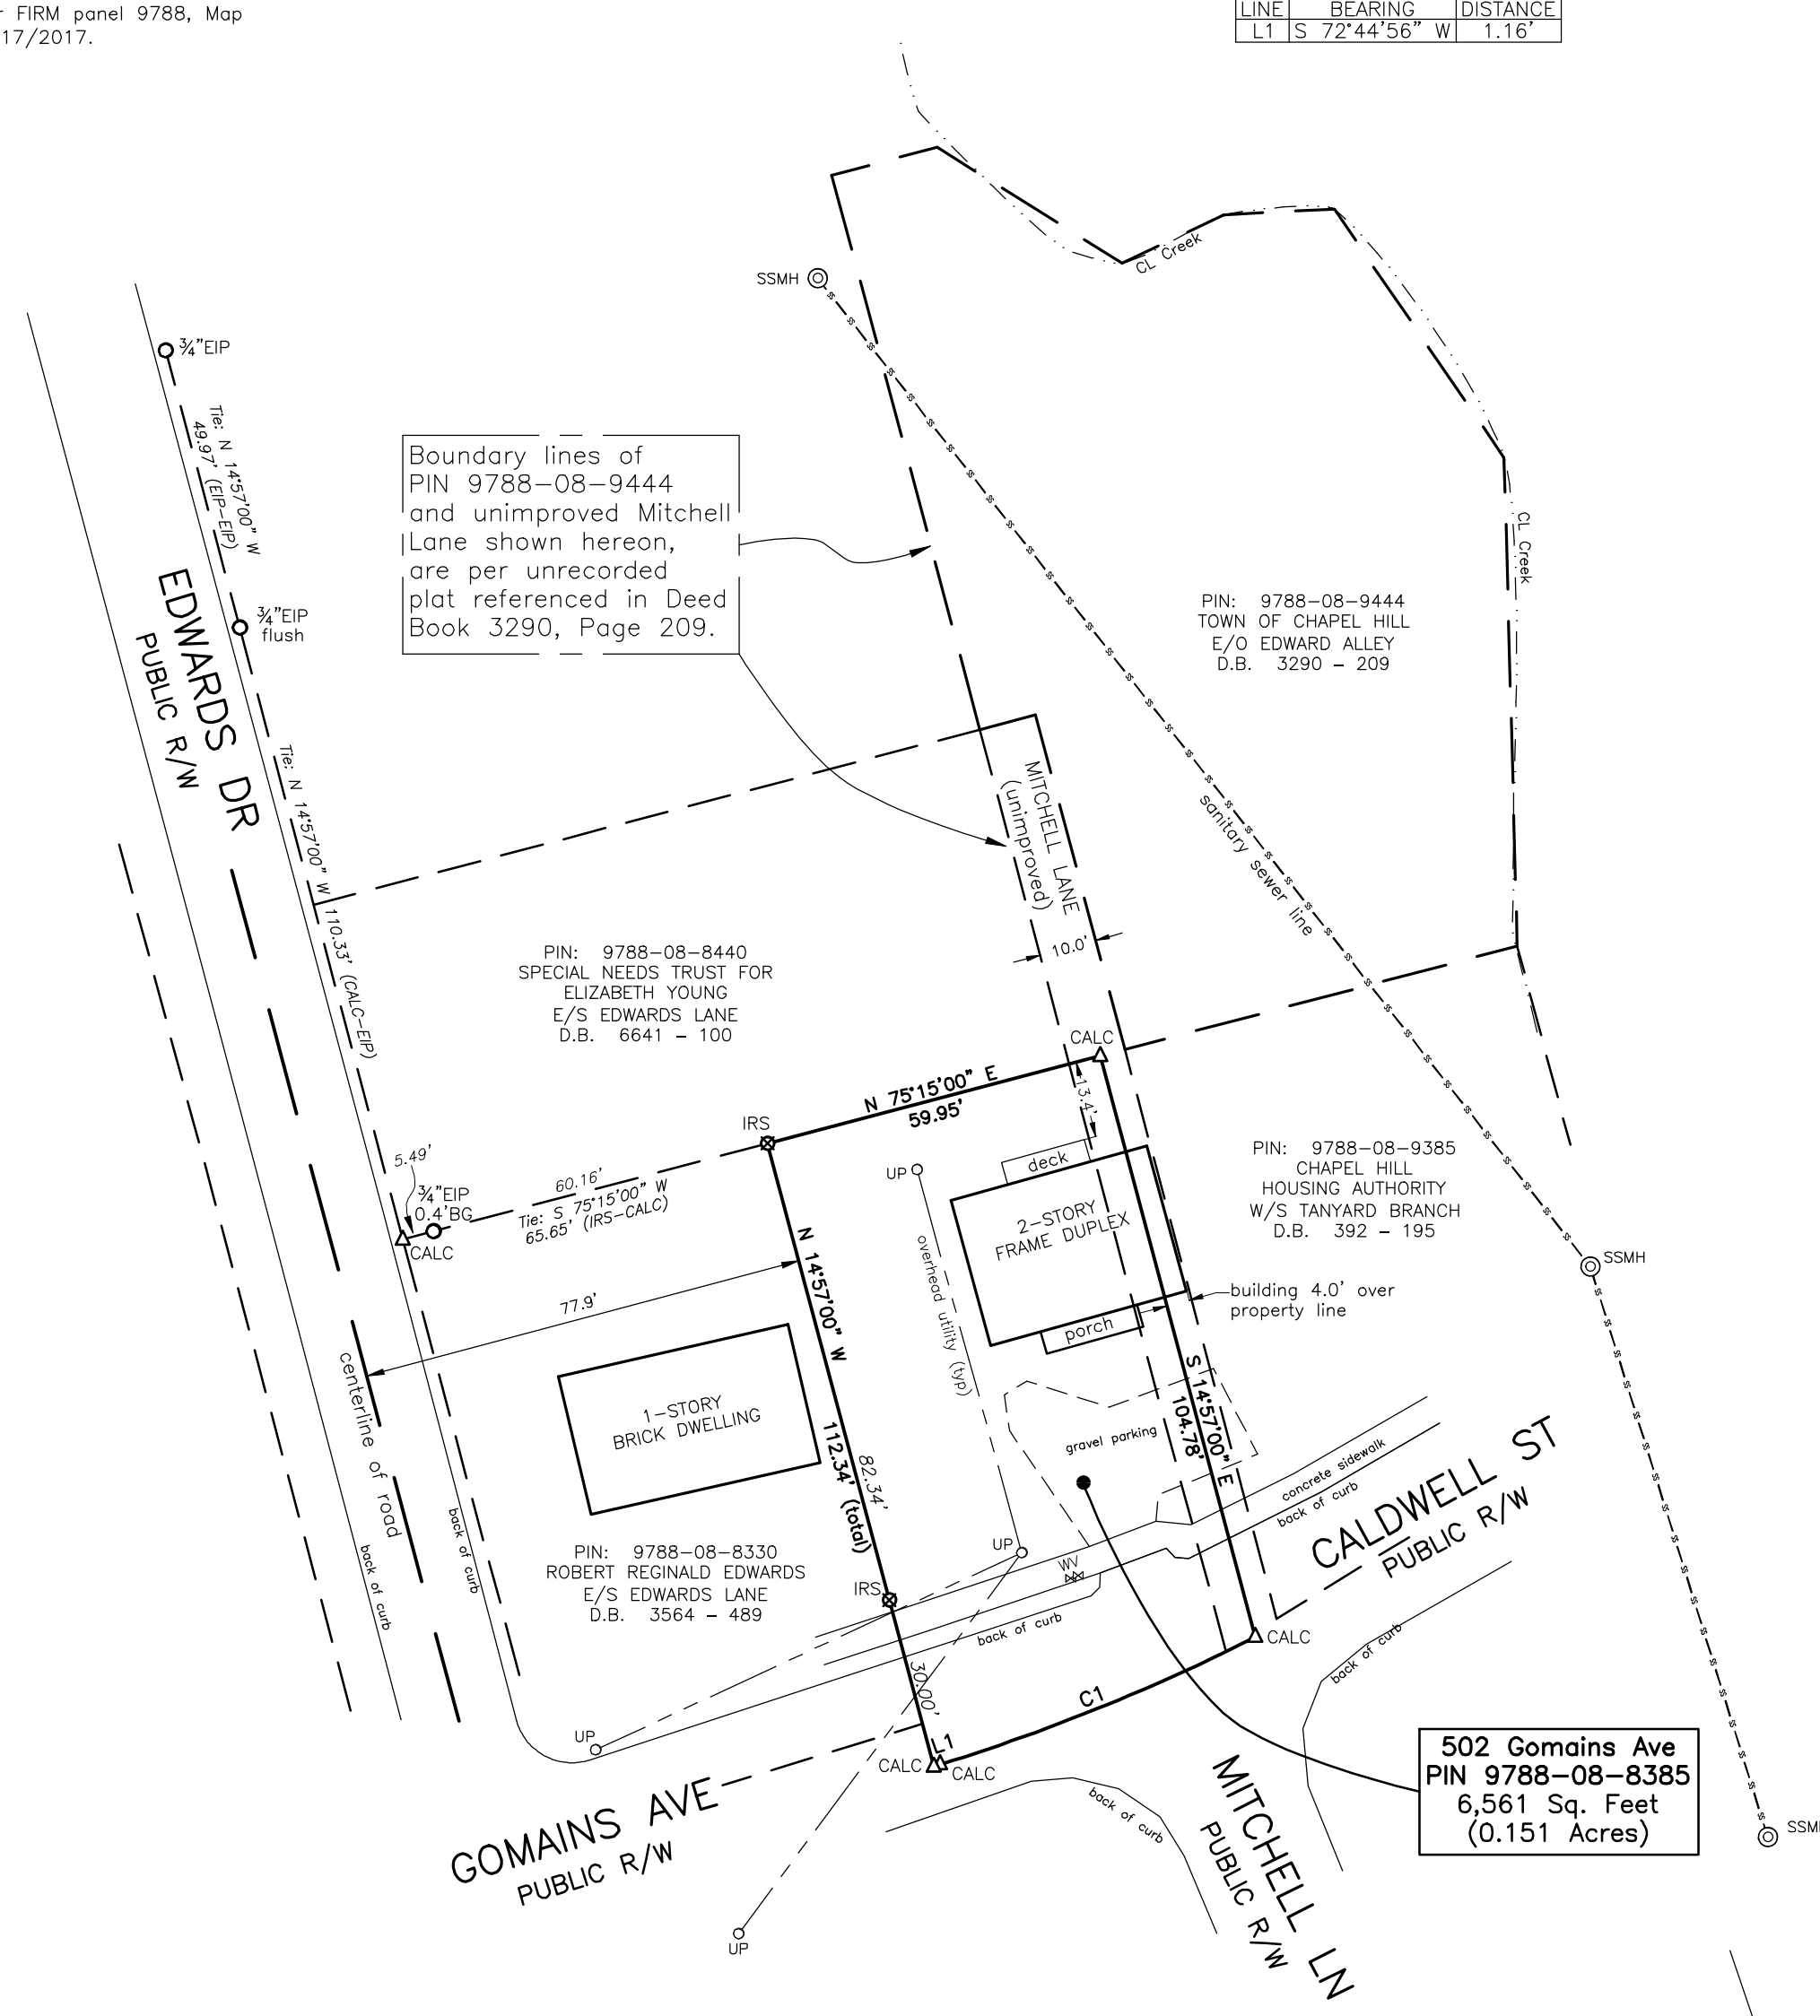 r FIRM panel 9788, Map
17/2017.
LINE BEARING DISTANCE
L1 S 72°44'56" W 1.16'
CL Creek
SSMH
¾"EIP
Tie: N 14°57'00" W
49.97' (EIP-EIP)
Boundary lines of
PIN 9788-08-9444
and unimproved Mitchell
Lane shown hereon,
are per unrecorded
plat referenced in Deed
Book 3290, Page 209.
CL Creek
EDWARDS DR
PUBLIC R/W
¾"EIP
flush
PIN: 9788-08-9444
TOWN OF CHAPEL HILL
E/O EDWARD ALLEY
D.B. 3290 - 209
Tie: N 14°57'00" W 110.33' (CALC-EIP)
MITCHELL LANE
(unimproved)
sanitary sewer line
10.0'
PIN: 9788-08-8440
SPECIAL NEEDS TRUST FOR
ELIZABETH YOUNG
E/S EDWARDS LANE
D.B. 6641 - 100
CALC
N 75°15'00" E
59.95'
13.4'
IRS
5.49'
¾"EIP
0.4'BG
CALC
60.16'
Tie: S 75°15'00" W
65.65' (IRS-CALC)
UP
deck
2-STORY
FRAME DUPLEX
porch
PIN: 9788-08-9385
CHAPEL HILL
HOUSING AUTHORITY
W/S TANYARD BRANCH
D.B. 392 - 195
SSMH
building 4.0' over
property line
77.9'
N 14°57'00" W
112.34' (total)
82.34'
overhead utility (typ)
S 14°57'00" E
104.78'
centerline of road
1-STORY
BRICK DWELLING
gravel parking
concrete sidewalk
back of curb
CALDWELL ST
PUBLIC R/W
back of curb
back of curb
PIN: 9788-08-8330
ROBERT REGINALD EDWARDS
E/S EDWARDS LANE
D.B. 3564 - 489
UP
WV
IRS
back of curb
CALC
back of curb
30.00'
C1
L1
UP
CALC
CALC
GOMAINS AVE
PUBLIC R/W
back of curb
MITCHELL LN
PUBLIC R/W
502 Gomains Ave
PIN 9788-08-8385
6,561 Sq. Feet
(0.151 Acres)
SSMH
UP